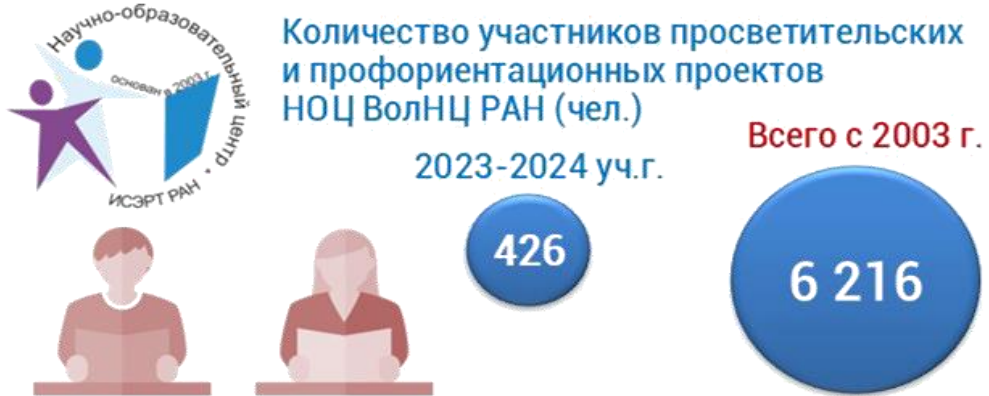 Научно-образовательный центр •
основан в 2003 г.
ИСЭРТ РАН •
Количество участников просветительских
и профориентационных проектов
НОЦ ВолНЦ РАН (чел.)
Всего с 2003 г.
2023-2024 уч.г.
426
6 216